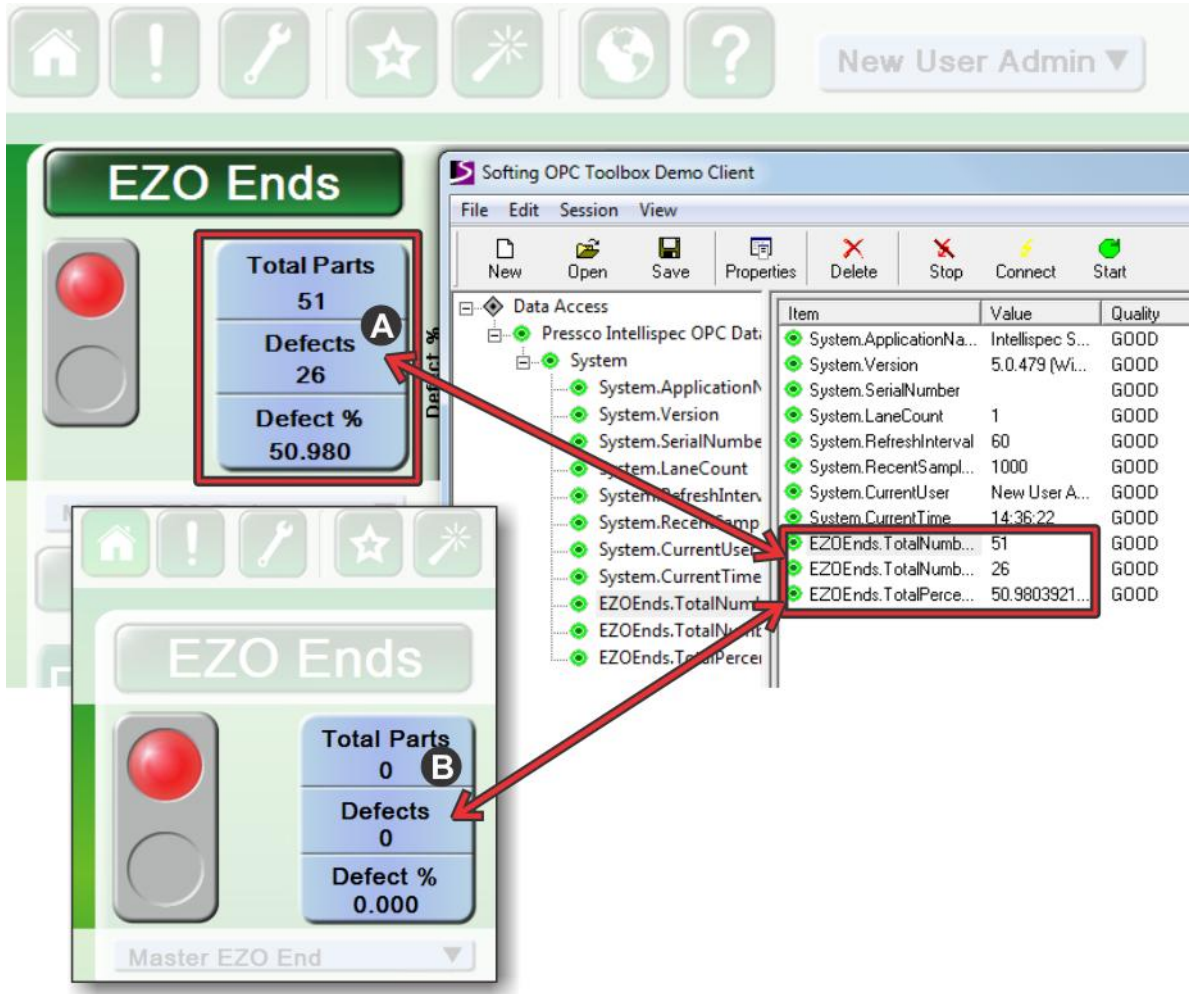 New User Admin ▼
EZO Ends
Total Parts
51
Defects
26
Defect %
50.980
A
Defect %
Softing OPC Toolbox Demo Client
File Edit Session View
New Open Save Properties Delete Stop Connect Start
Data Access
Pressco Intellispec OPC Data
System
System.ApplicationN
System.Version
System.SerialNumbe
System.LaneCount
System.RefreshInterv
System.RecentSamp
System.CurrentUser
System.CurrentTime
EZOEnds.TotalNumb
EZOEnds.TotalNumb
EZOEnds.TotalPercer
Item Value Quality
System.ApplicationNa... Intellispec S... GOOD
System.Version 5.0.479 (Wi... GOOD
System.SerialNumber GOOD
System.LaneCount 1 GOOD
System.RefreshInterval 60 GOOD
System.RecentSampl... 1000 GOOD
System.CurrentUser New User A... GOOD
System.CurrentTime 14:36:22 GOOD
EZOEnds.TotalNumb... 51 GOOD
EZOEnds.TotalNumb... 26 GOOD
EZOEnds.TotalPerce... 50.9803921... GOOD
EZO Ends
Total Parts
0
B
Defects
0
Defect %
0.000
Master EZO End ▼